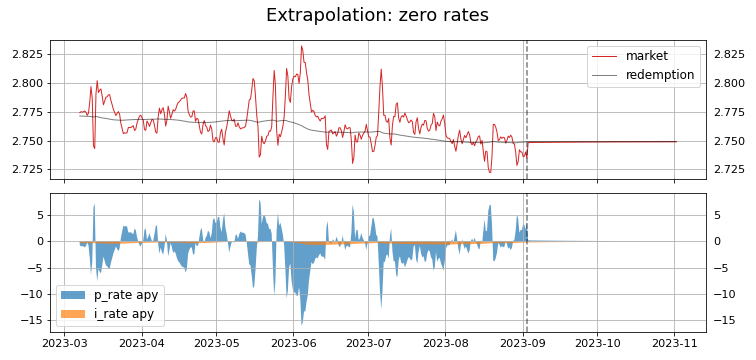 Extrapolation: zero rates
2.825 2.825
2.800 2.800
2.775 2.775
2.750 2.750
2.725 2.725
market
redemption
5 5
0 0
−5 −5
−10 −10
−15 −15
p_rate apy
i_rate apy
2023-03 2023-04 2023-05 2023-06 2023-07 2023-08 2023-09 2023-10 2023-11